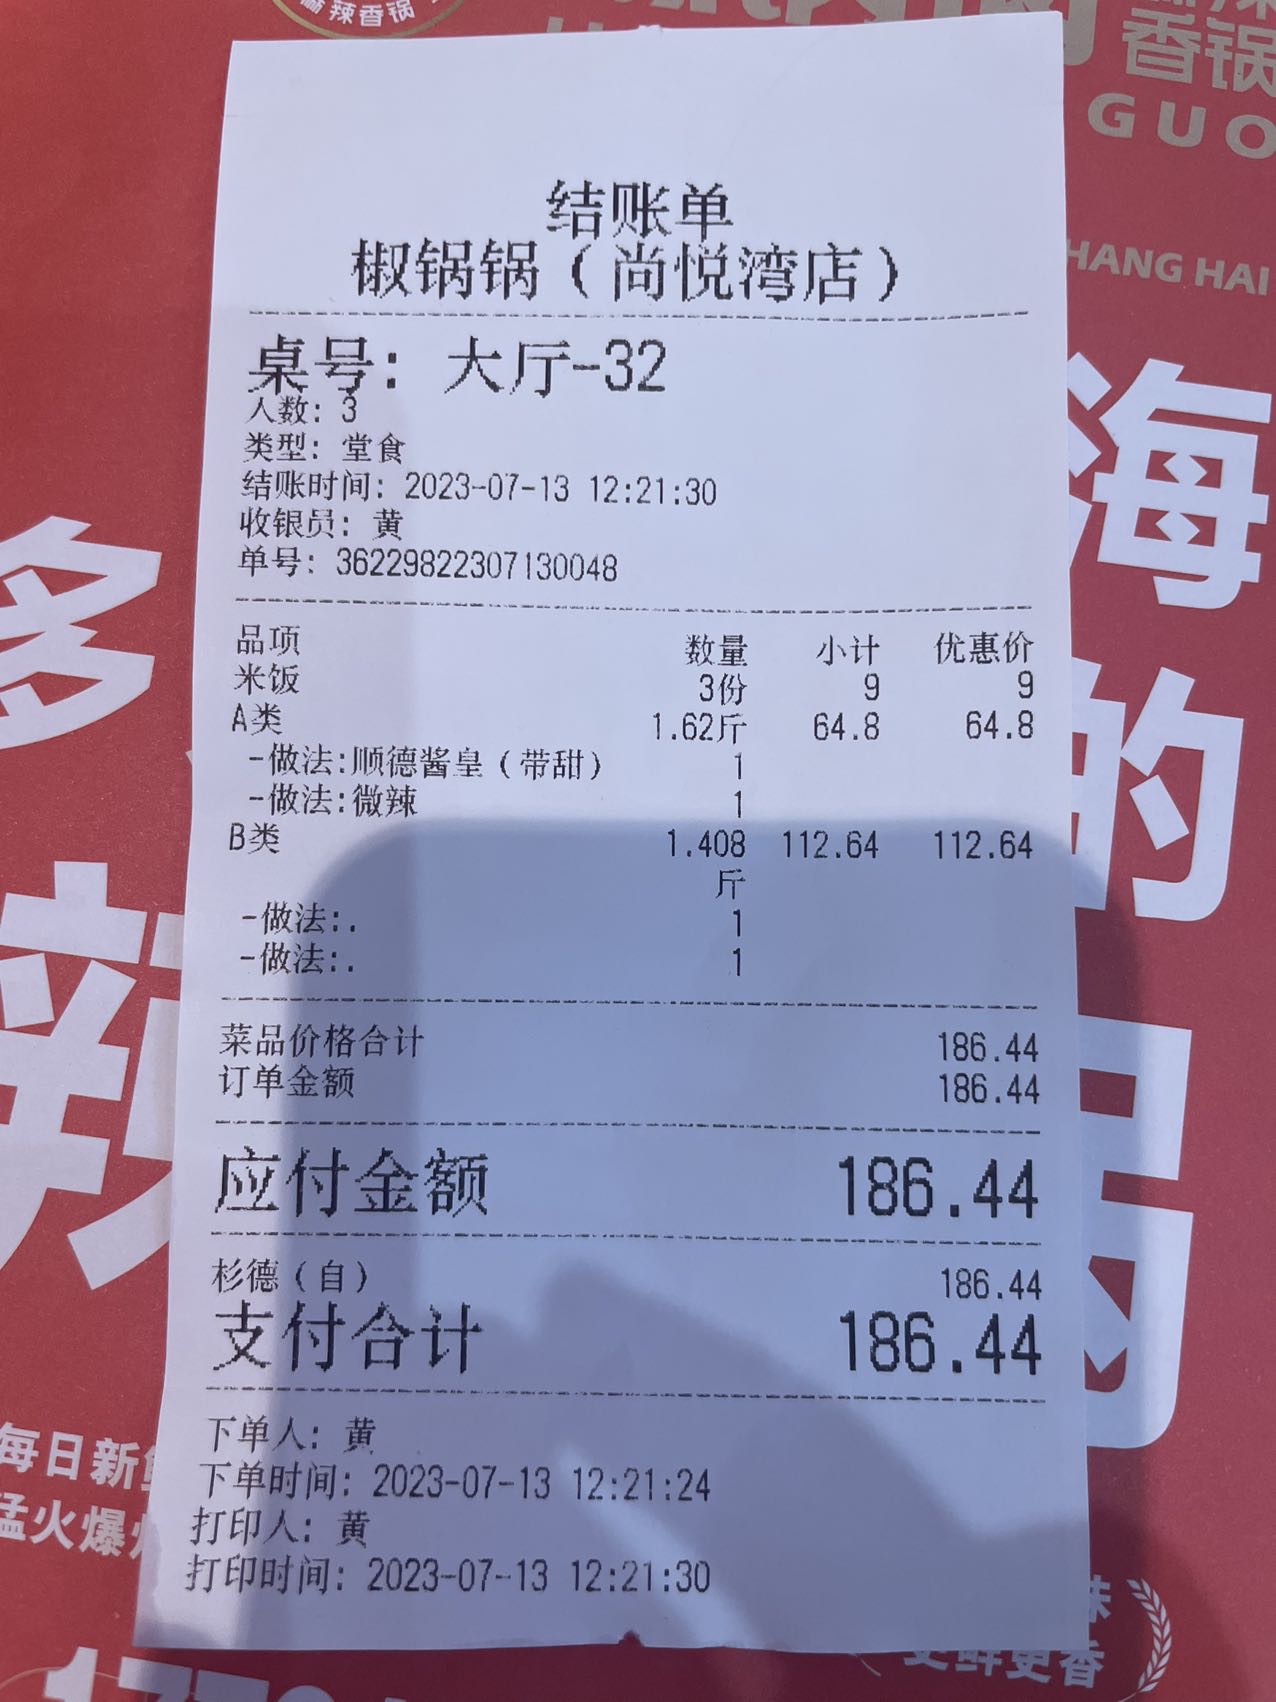 麻辣香锅
香锅
GUO
HANG HAI
海
的
多
辣
结账单
椒锅锅（尚悦湾店）
桌号： 大厅-32
人数：3
类型：堂食
结账时间：2023-07-13 12:21:30
收银员：黄
单号：36229822307130048
品项 数量 小计 优惠价
米饭 3份 9 9
A类 1.62斤 64.8 64.8
-做法:顺德酱皇（带甜） 1
-做法:微辣 1
B类 1.408 112.64 112.64
斤
-做法:. 1
-做法:. 1
菜品价格合计 186.44
订单金额 186.44
应付金额 186.44
杉德（自） 186.44
支付合计 186.44
下单人：黄
下单时间：2023-07-13 12:21:24
打印人：黄
打印时间：2023-07-13 12:21:30
每日新
猛火爆
更鲜更香